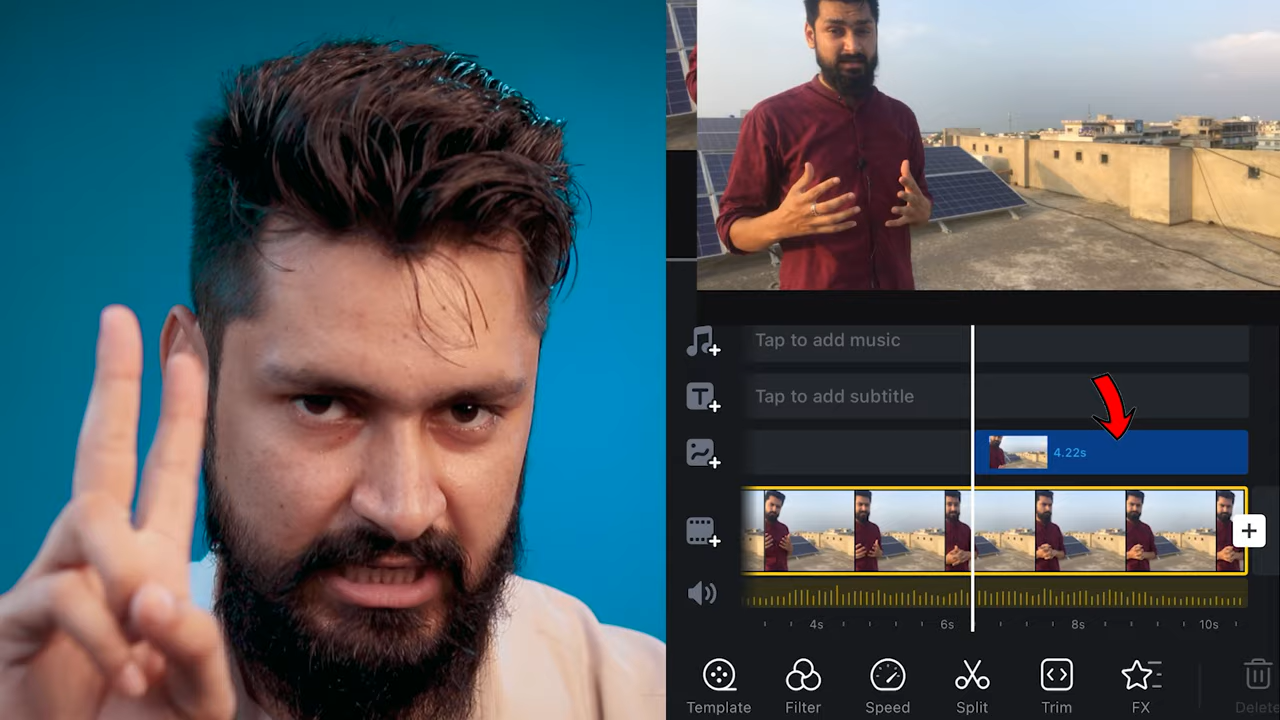 Tap to add music
Tap to add subtitle
4.22s
4s 6s 8s 10s
Template Filter Speed Split Trim FX Delete